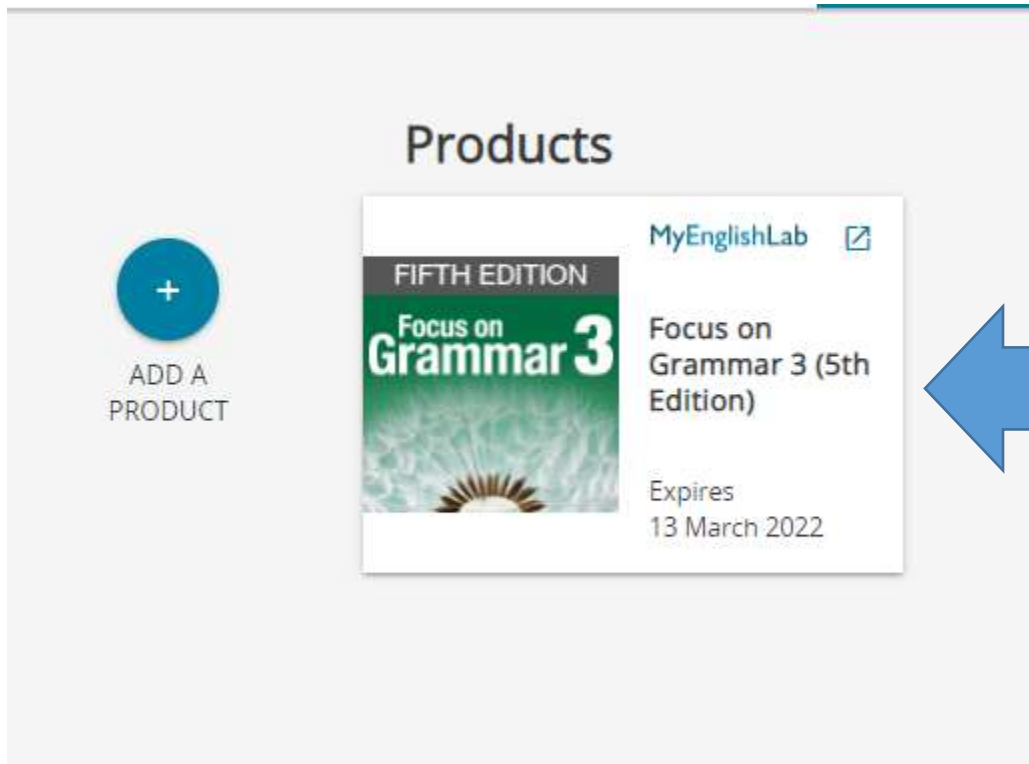 Products
+
ADD A
PRODUCT
FIFTH EDITION
Focus on
Grammar 3
MyEnglishLab
Focus on
Grammar 3 (5th
Edition)
Expires
13 March 2022